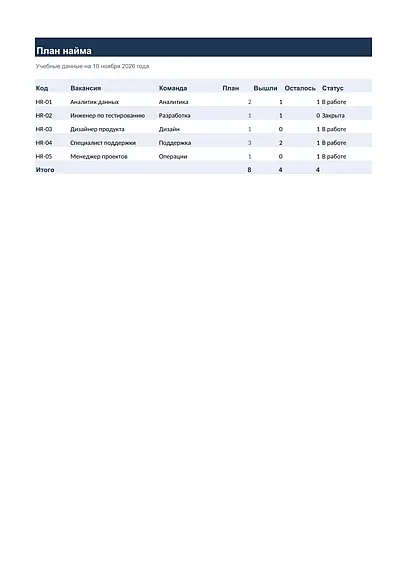 План найма
Учебные данные на 10 ноября 2026 года
Код Вакансия Команда План Вышли Осталось Статус
HR-01 Аналитик данных Аналитика 2 1 1 В работе
HR-02 Инженер по тестированию Разработка 1 1 0 Закрыта
HR-03 Дизайнер продукта Дизайн 1 0 1 В работе
HR-04 Специалист поддержки Поддержка 3 2 1 В работе
HR-05 Менеджер проектов Операции 1 0 1 В работе
Итого 8 4 4